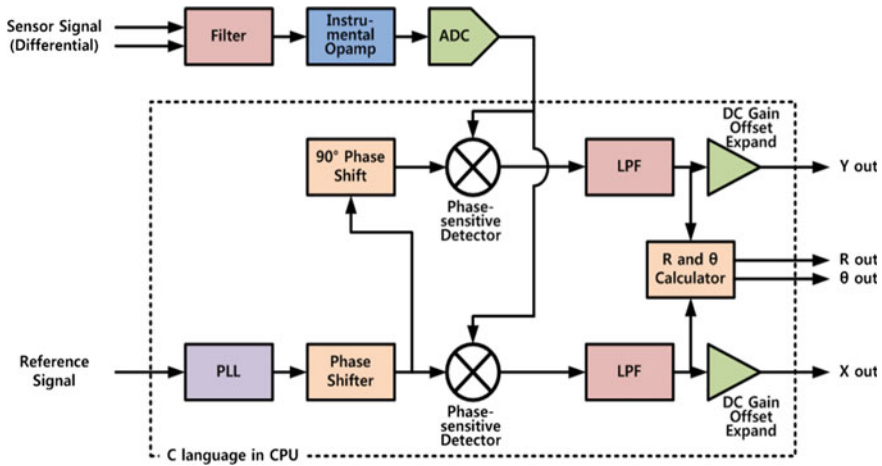 Sensor Signal
(Differential)
Filter
Instru-
mental
Opamp
ADC
DC Gain
Offset
Expand
90° Phase
Shift
LPF
Y out
Phase-
sensitive
Detector
R and θ
Calculator
R out
θ out
Reference
Signal
PLL
Phase
Shifter
LPF
X out
Phase-
sensitive
Detector
DC Gain
Offset
Expand
C language in CPU